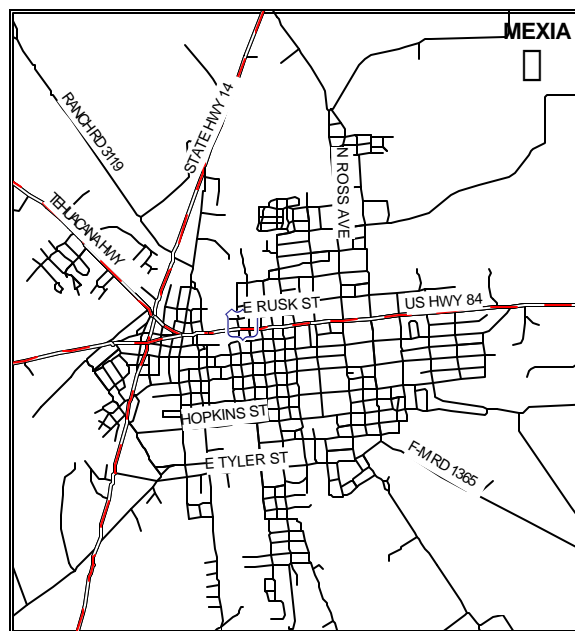 MEXIA
RANCH RD 3119
STATE HWY 14
N ROSS AVE
TEHUACANA HWY
E RUSK ST
US HWY 84
HOPKINS ST
E TYLER ST
F-M RD 1365